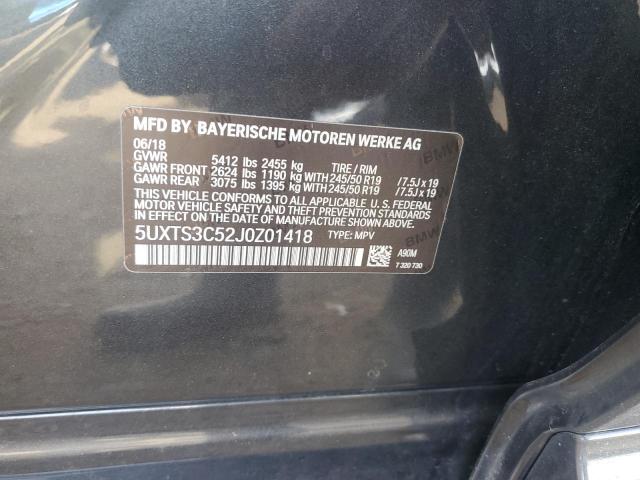 MFD BY BAYERISCHE MOTOREN WERKE AG
06/18
GVWR 5412 lbs 2455 kg TIRE / RIM
GAWR FRONT 2624 lbs 1190 kg WITH 245/50 R19 /7.5J x 19
GAWR REAR 3075 lbs 1395 kg WITH 245/50 R19 /7.5J x 19
THIS VEHICLE CONFORMS TO ALL APPLICABLE U.S. FEDERAL
MOTOR VEHICLE SAFETY, BUMPER, AND THEFT PREVENTION
STANDARDS IN EFFECT ON THE DATE OF MANUFACTURE SHOWN ABOVE.
5UXTS3C52J0Z01418 TYPE: MPV
A90M
7 320 730